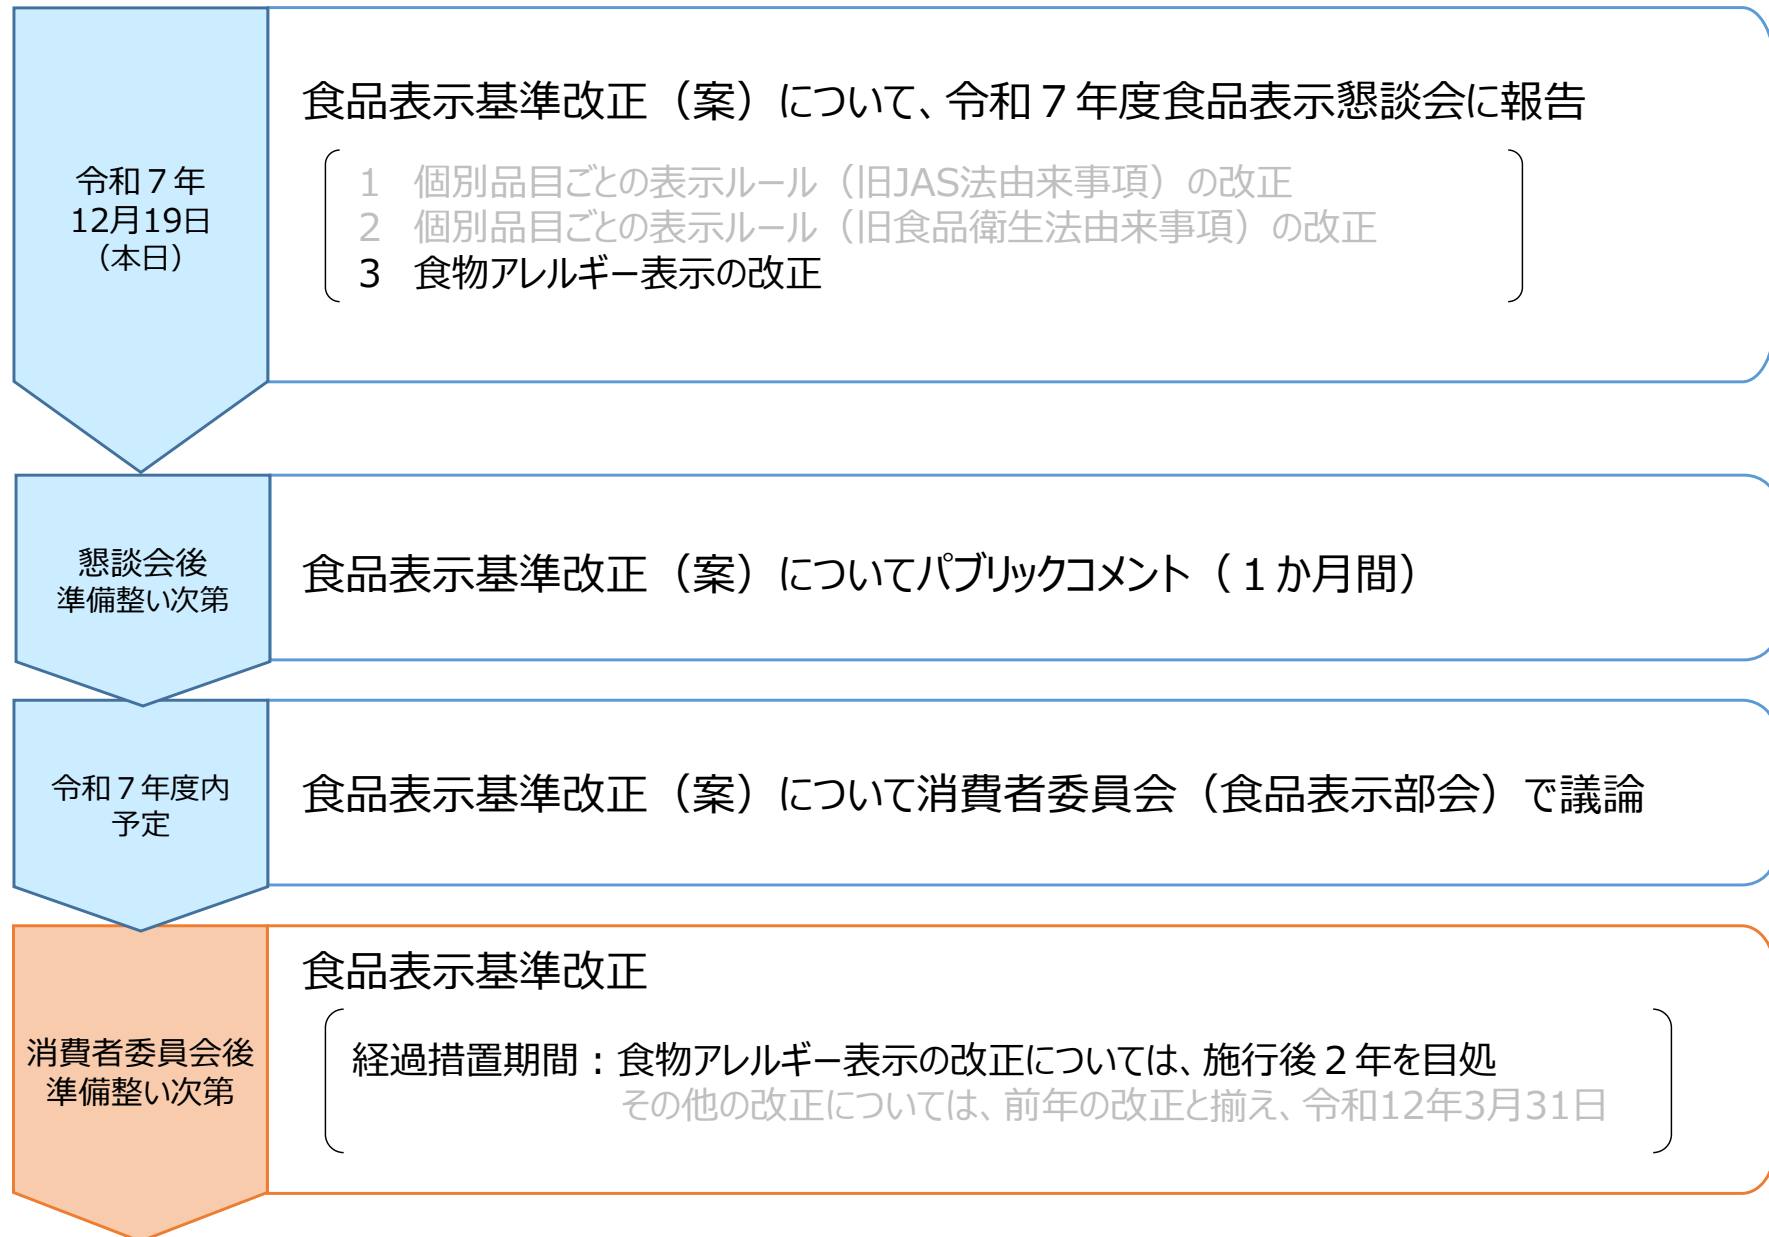 令和７年
12月19日
（本日）
食品表示基準改正（案）について、令和７年度食品表示懇談会に報告
1　個別品目ごとの表示ルール（旧JAS法由来事項）の改正
2　個別品目ごとの表示ルール（旧食品衛生法由来事項）の改正
3　食物アレルギー表示の改正
懇談会後
準備整い次第
食品表示基準改正（案）についてパブリックコメント（１か月間）
令和７年度内
予定
食品表示基準改正（案）について消費者委員会（食品表示部会）で議論
消費者委員会後
準備整い次第
食品表示基準改正
経過措置期間：食物アレルギー表示の改正については、施行後２年を目処
その他の改正については、前年の改正と揃え、令和12年3月31日